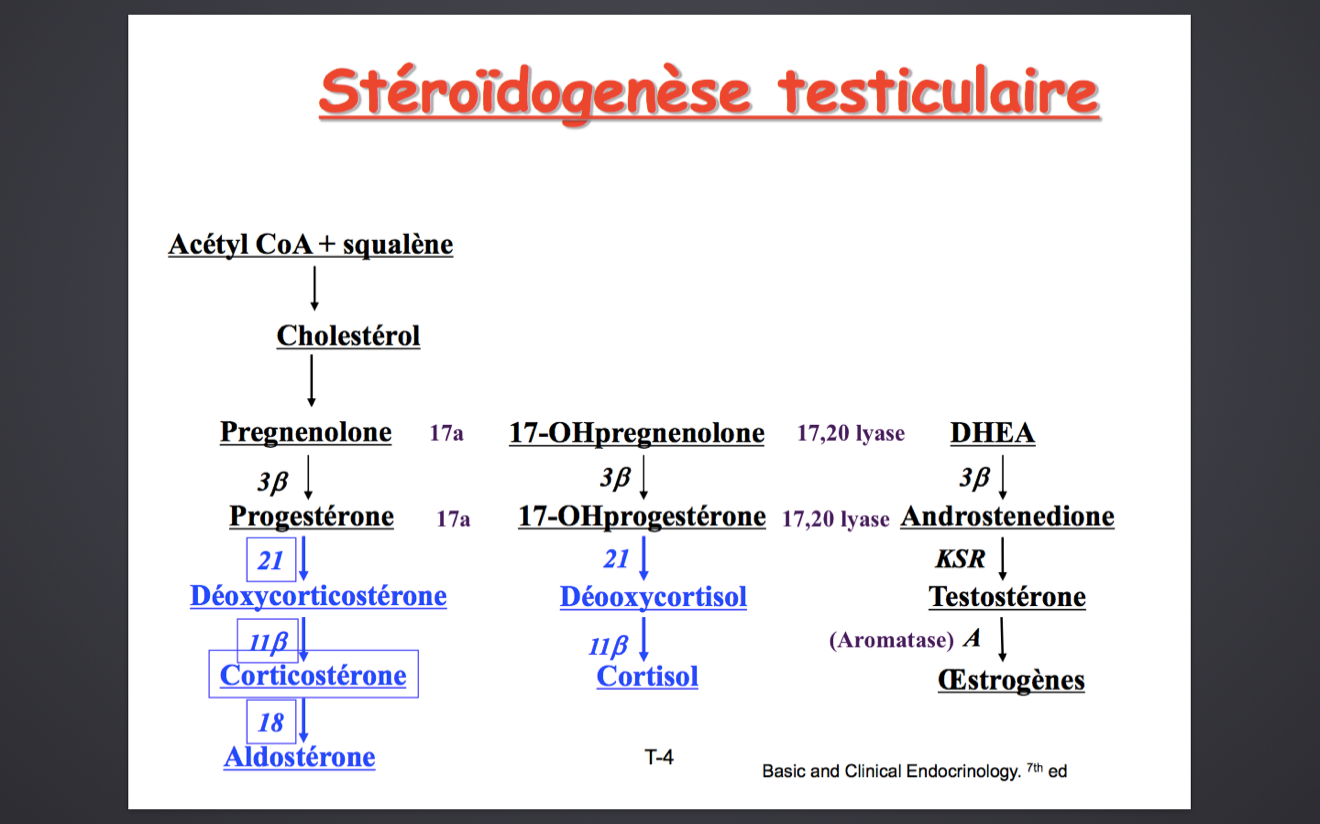 Stéroïdogenèse testiculaire
Acétyl CoA + squalène
Cholestérol
Pregnenolone 17a 17-OHpregnenolone 17,20 lyase DHEA
3β 3β 3β
Progestérone 17a 17-OHprogestérone 17,20 lyase Androstenedione
21 21 KSR
Déoxycorticostérone Déooxycortisol Testostérone
11β 11β (Aromatase) A
Corticostérone Cortisol Œstrogènes
18
Aldostérone
T-4
Basic and Clinical Endocrinology. 7th ed